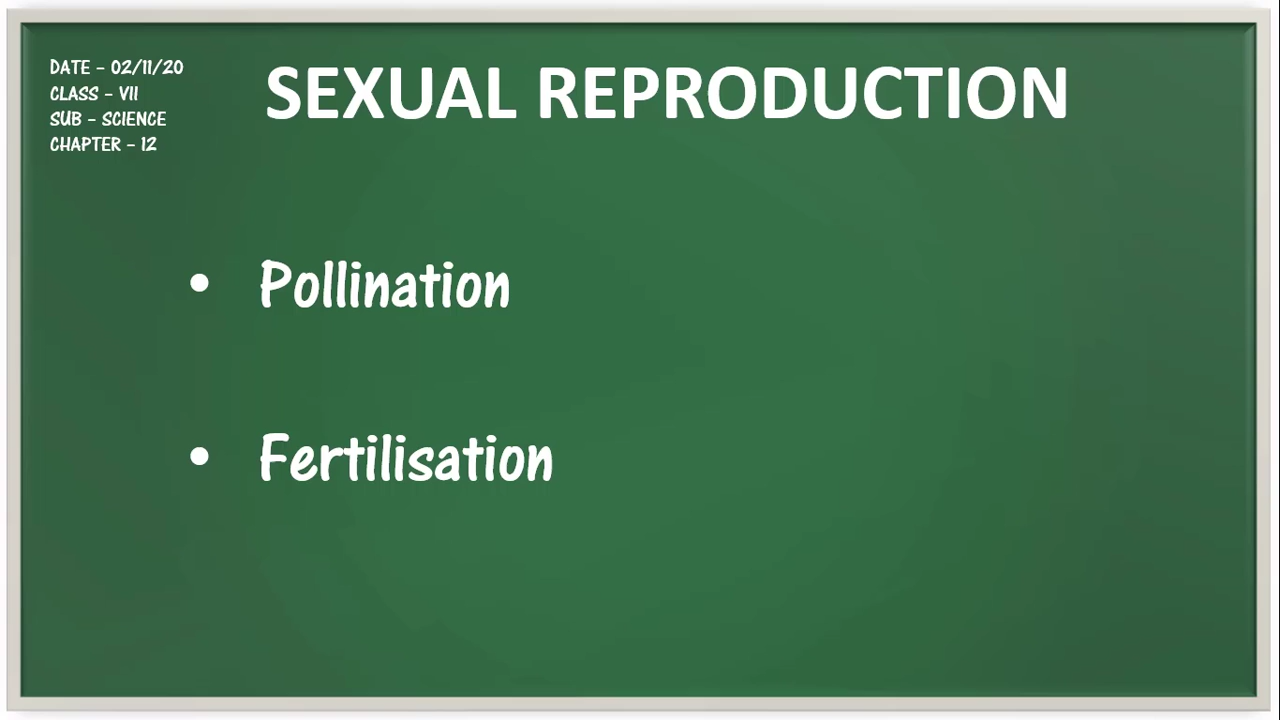 DATE – 02/11/20
CLASS – VII
SUB – SCIENCE
CHAPTER – 12
SEXUAL REPRODUCTION
• Pollination
• Fertilisation